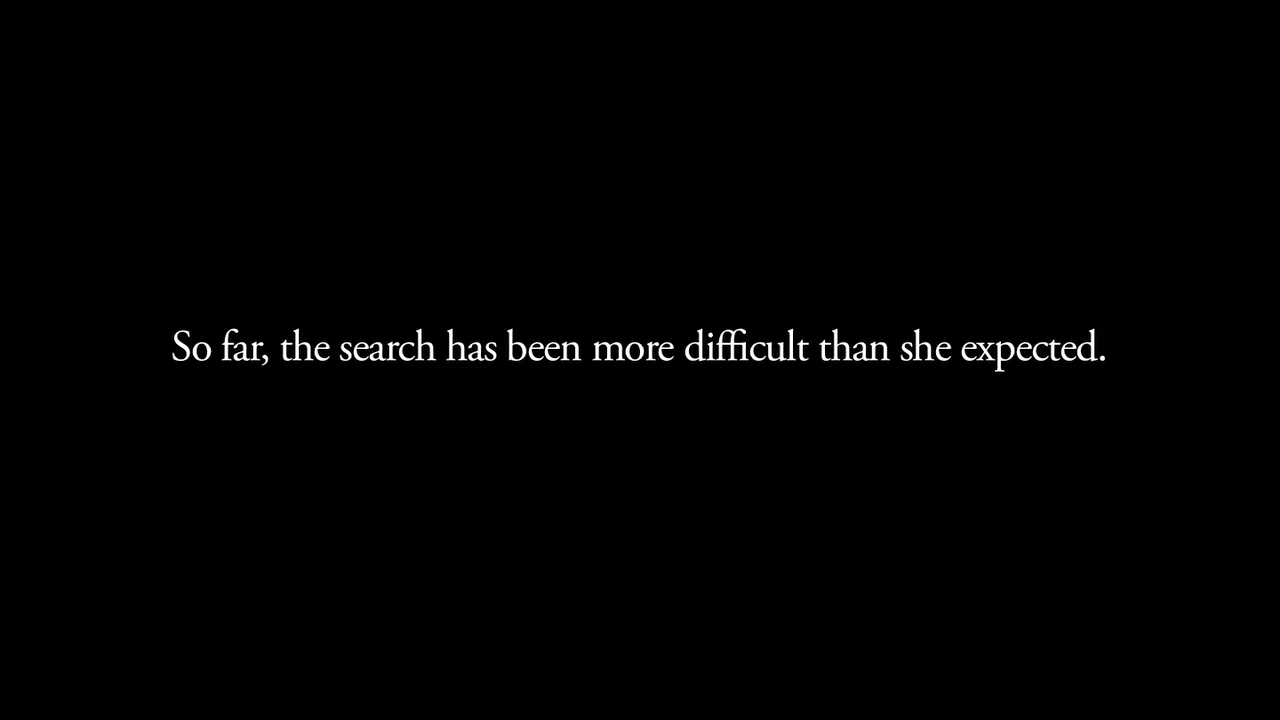 So far, the search has been more difficult than she expected.